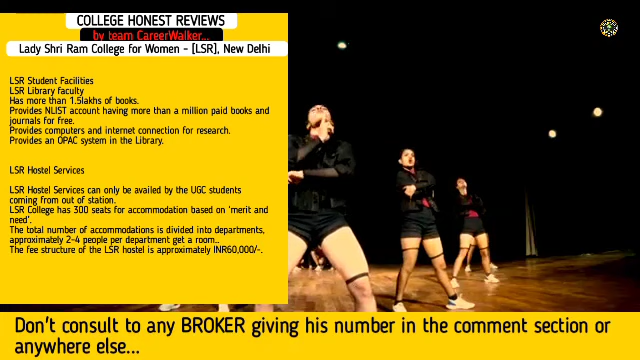 COLLEGE HONEST REVIEWS
by team CareerWalker...
Lady Shri Ram College for Women - [LSR], New Delhi
LSR Student Facilities
LSR Library faculty
Has more than 1.5lakhs of books.
Provides NLIST account having more than a million paid books and
journals for free.
Provides computers and internet connection for research.
Provides an OPAC system in the Library.
LSR Hostel Services
LSR Hostel Services can only be availed by the UGC students
coming from out of station.
LSR College has 300 seats for accommodation based on 'merit and
need'.
The total number of accommodations is divided into departments,
approximately 2-4 people per department get a room..
The fee structure of the LSR hostel is approximately INR60,000/-.
Don't consult to any BROKER giving his number in the comment section or
anywhere else...